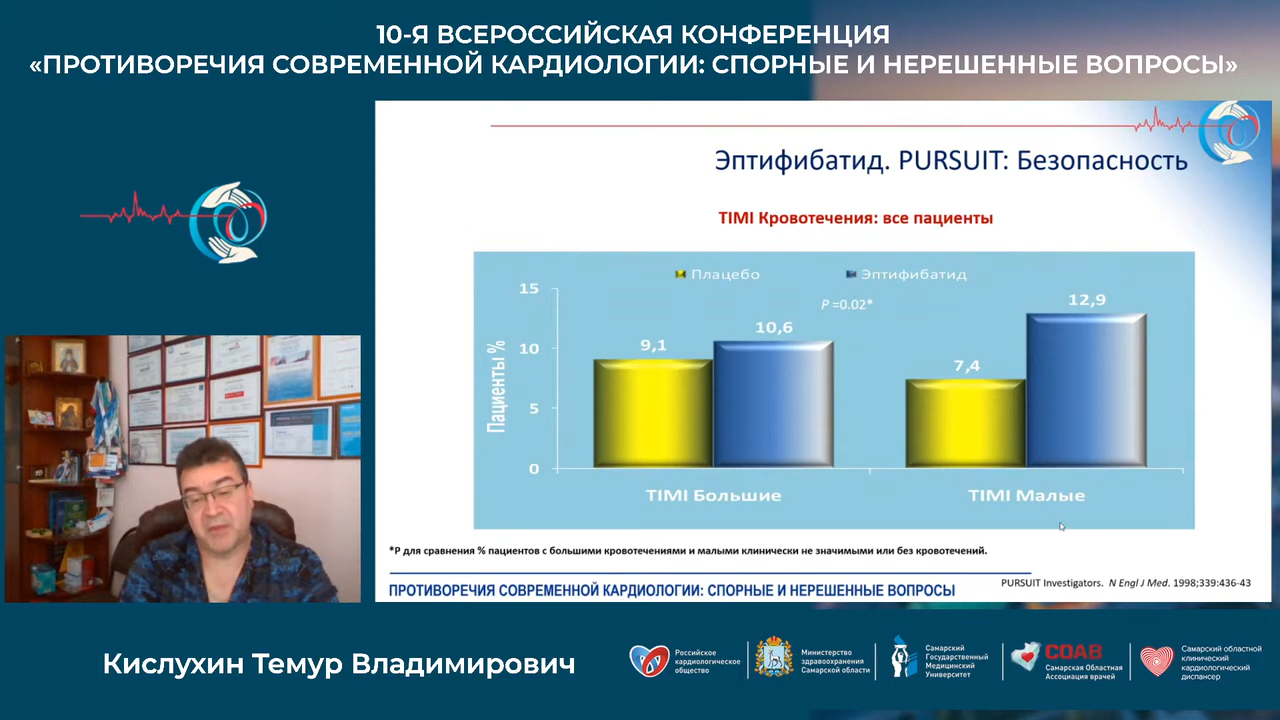 10-Я ВСЕРОССИЙСКАЯ КОНФЕРЕНЦИЯ
«ПРОТИВОРЕЧИЯ СОВРЕМЕННОЙ КАРДИОЛОГИИ: СПОРНЫЕ И НЕРЕШЕННЫЕ ВОПРОСЫ»
Эптифибатид. PURSUIT: Безопасность
TIMI Кровотечения: все пациенты
Плацебо
Эптифибатид
P =0.02*
Пациенты %
15
10
5
0
9,1
10,6
7,4
12,9
TIMI Большие
TIMI Малые
*P для сравнения % пациентов с большими кровотечениями и малыми клинически не значимыми или без кровотечений.
PURSUIT Investigators. N Engl J Med. 1998;339:436-43
ПРОТИВОРЕЧИЯ СОВРЕМЕННОЙ КАРДИОЛОГИИ: СПОРНЫЕ И НЕРЕШЕННЫЕ ВОПРОСЫ
Кислухин Темур Владимирович
Российское
кардиологическое
общество
Министерство
здравоохранения
Самарской области
Самарский
Государственный
Медицинский
Университет
СОАВ
Самарская Областная
Ассоциация врачей
Самарский областной
клинический
кардиологический
диспансер